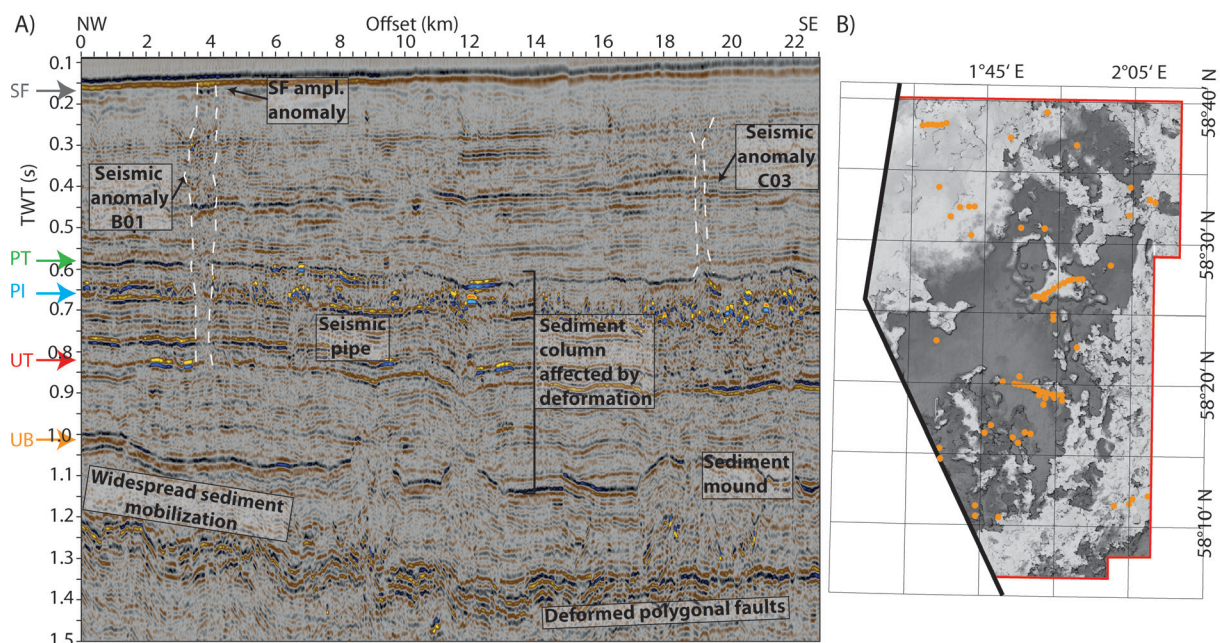 A)
NW
Offset (km)
SE
0 2 4 6 8 10 12 14 16 18 20 22
TWT (s)
0.1
0.2
0.3
0.4
0.5
0.6
0.7
0.8
0.9
1.0
1.1
1.2
1.3
1.4
1.5
SF
PT
PI
UT
UB
SF ampl.
anomaly
Seismic
anomaly
B01
Seismic
anomaly
C03
Seismic
pipe
Sediment
column
affected by
deformation
Sediment
mound
Widespread sediment
mobilization
Deformed polygonal faults
B)
1°45′ E
2°05′ E
58°40′ N
58°30′ N
58°20′ N
58°10′ N